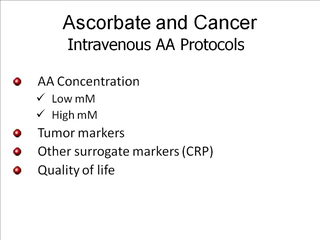 Ascorbate and Cancer
Intravenous AA Protocols
AA Concentration
Low mM
High mM
Tumor markers
Other surrogate markers (CRP)
Quality of life